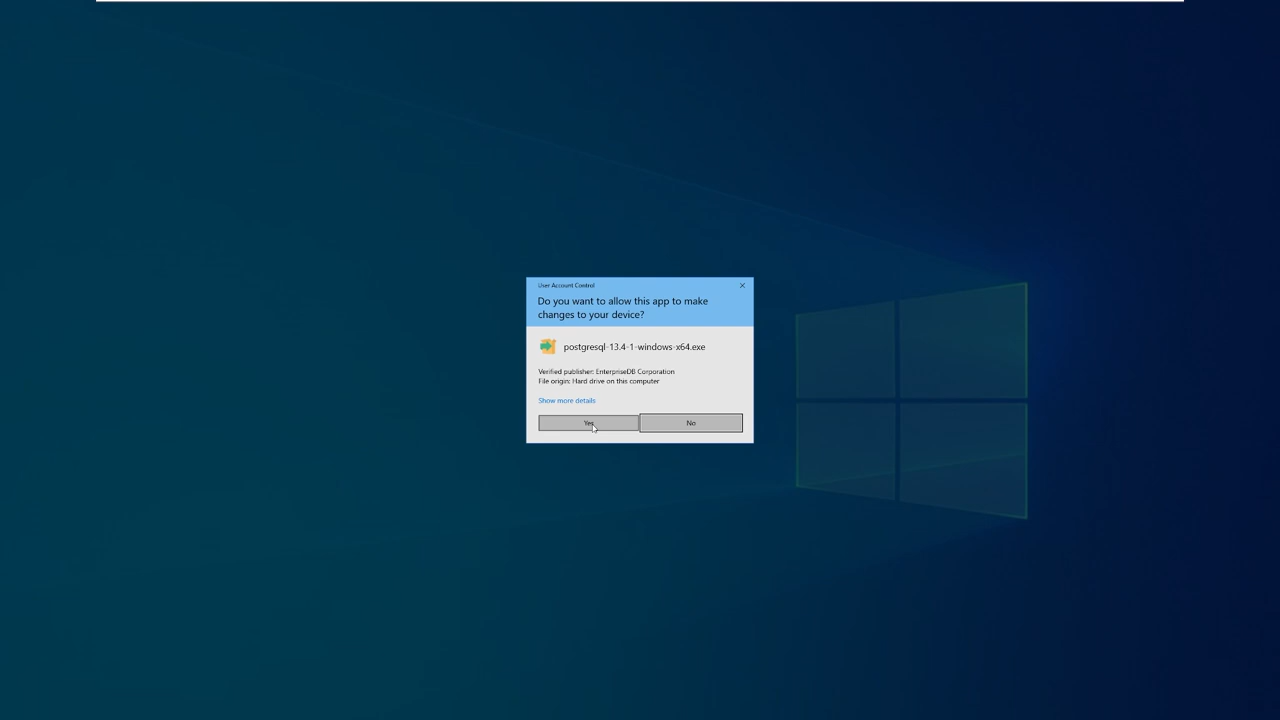 User Account Control
Do you want to allow this app to make
changes to your device?
postgresql-13.4-1-windows-x64.exe
Verified publisher: EnterpriseDB Corporation
File origin: Hard drive on this computer
Show more details
Yes
No